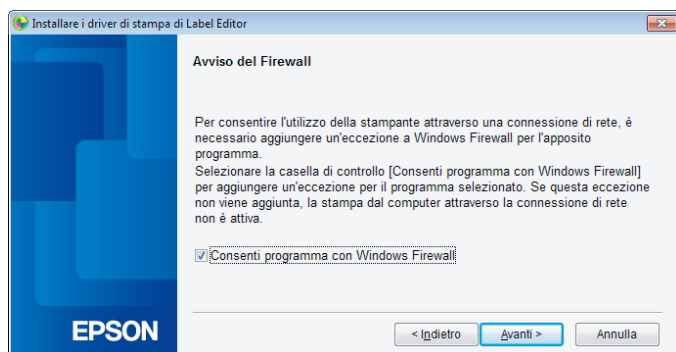 Installare i driver di stampa di Label Editor
Avviso del Firewall
Per consentire l'utilizzo della stampante attraverso una connessione di rete, è
necessario aggiungere un'eccezione a Windows Firewall per l'apposito
programma.
Selezionare la casella di controllo [Consenti programma con Windows Firewall]
per aggiungere un'eccezione per il programma selezionato. Se questa eccezione
non viene aggiunta, la stampa dal computer attraverso la connessione di rete
non è attiva.
Consenti programma con Windows Firewall
EPSON
< Indietro
Avanti >
Annulla